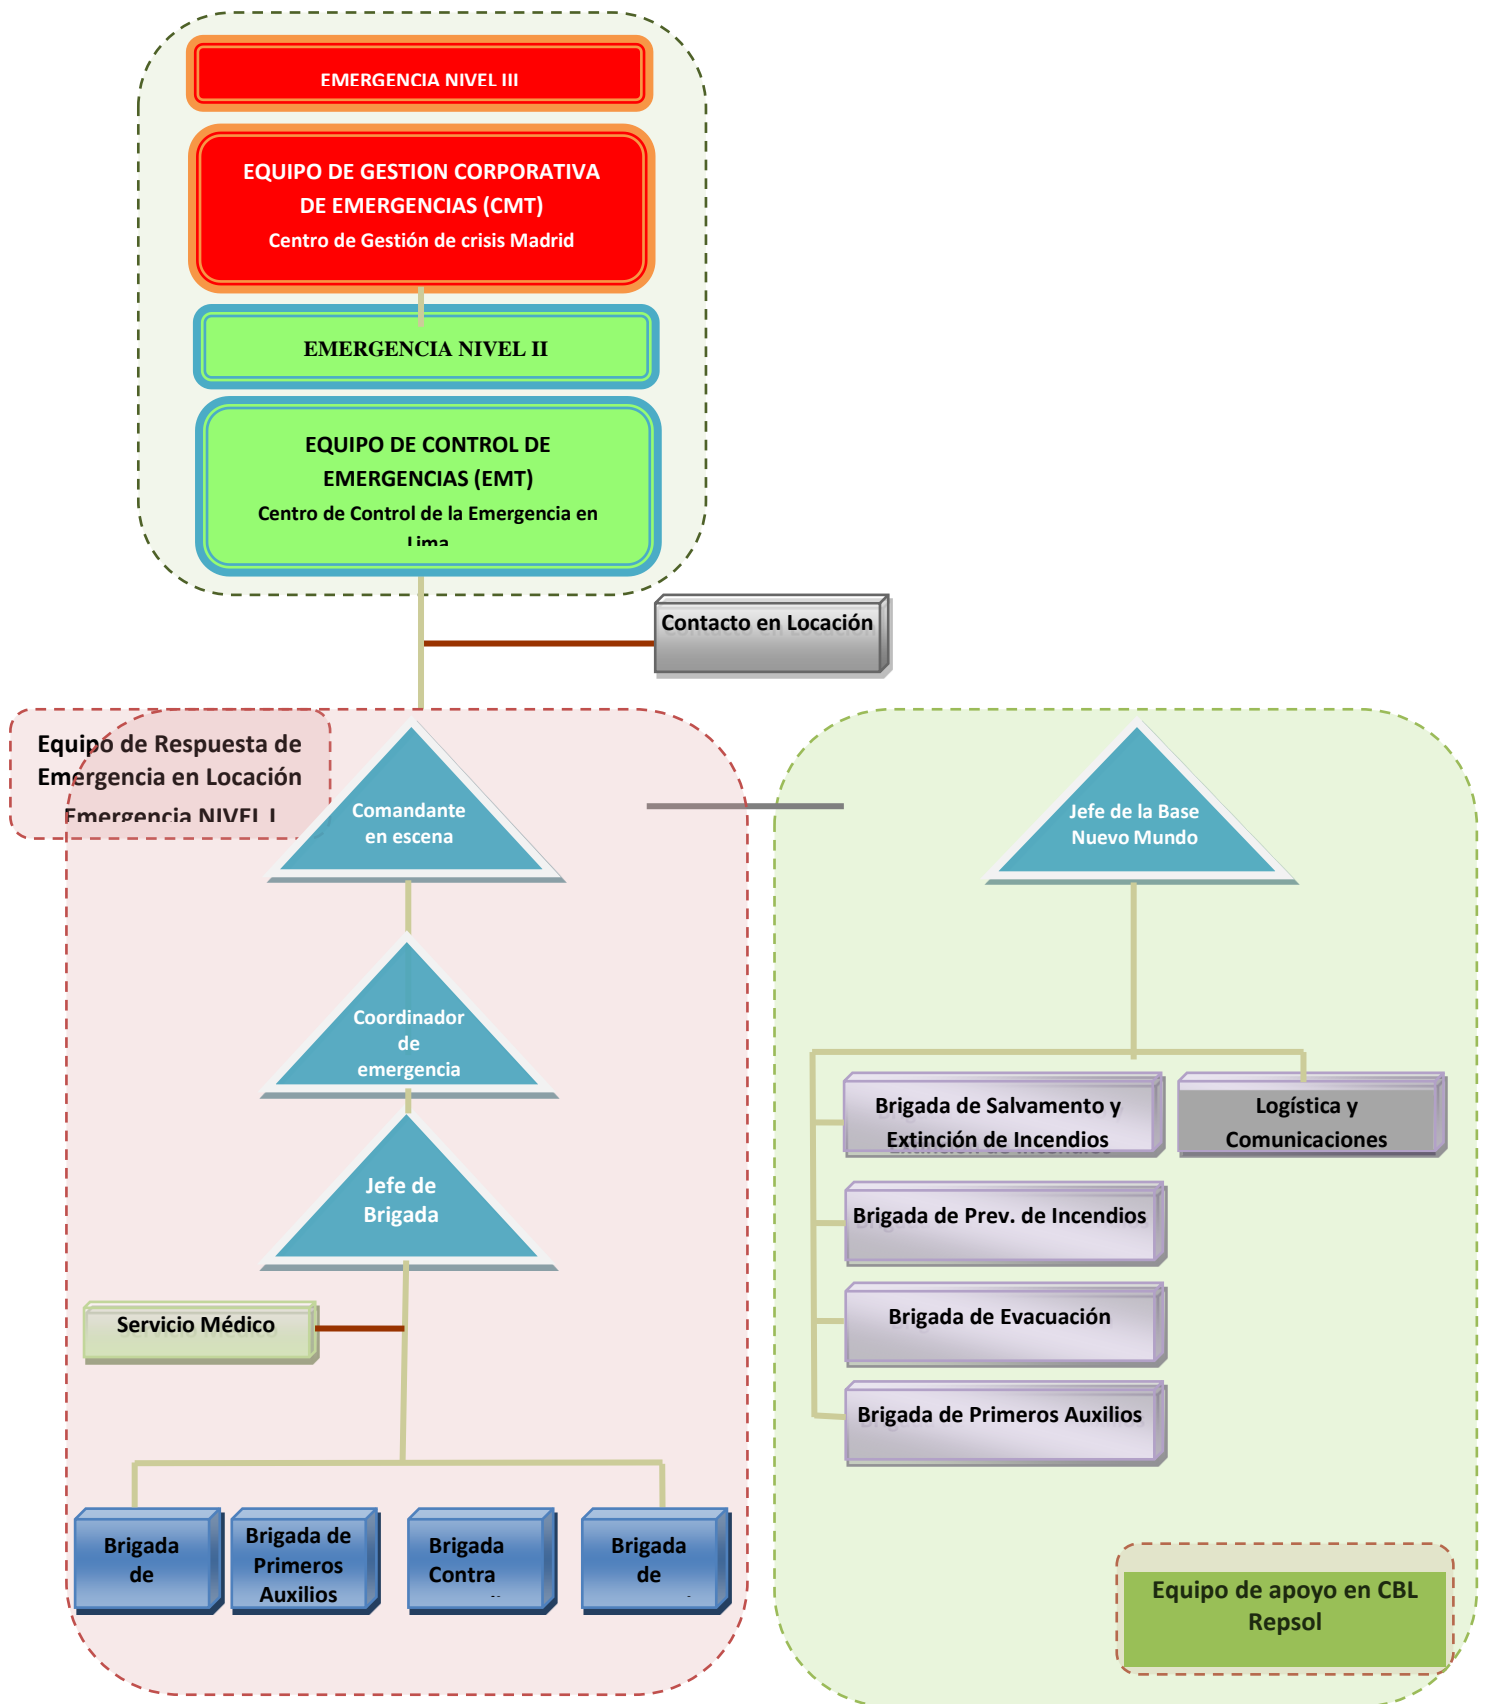 EMERGENCIA NIVEL III
EQUIPO DE GESTION CORPORATIVA
DE EMERGENCIAS (CMT)
Centro de Gestión de crisis Madrid
EMERGENCIA NIVEL II
EQUIPO DE CONTROL DE
EMERGENCIAS (EMT)
Centro de Control de la Emergencia en
Lima
Contacto en Locación
Equipo de Respuesta de
Emergencia en Locación
Emergencia NIVEL I
Comandante
en escena
Coordinador
de
emergencia
Jefe de
Brigada
Servicio Médico
Brigada
de
Brigada de
Primeros
Auxilios
Brigada
Contra
Brigada
de
Jefe de la Base
Nuevo Mundo
Brigada de Salvamento y
Extinción de Incendios
Logística y
Comunicaciones
Brigada de Prev. de Incendios
Brigada de Evacuación
Brigada de Primeros Auxilios
Equipo de apoyo en CBL
Repsol